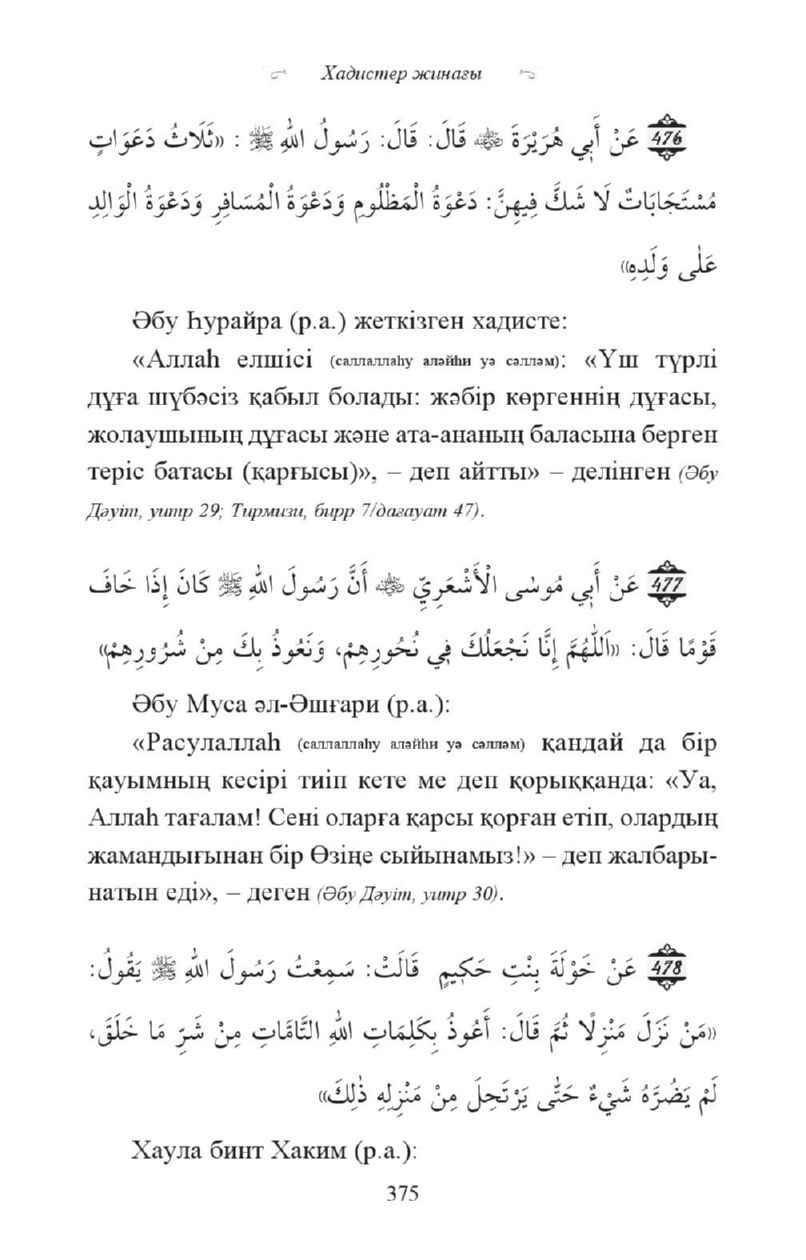 Хадистер жинағы
476 عَنْ أَبِي هُرَيْرَةَ ﷺ قَالَ: قَالَ: رَسُولُ اللهِ ﷺ : «ثَلَاثُ دَعَوَاتٍ
مُسْتَجَابَاتٌ لَا شَكَّ فِيهِنَّ: دَعْوَةُ الْمَظْلُومِ وَدَعْوَةُ الْمُسَافِرِ وَدَعْوَةُ الْوَالِدِ
عَلٰى وَلَدِهِ»
Әбу Һурайра (р.а.) жеткізген хадисте:
«Аллаһ елшісі (саллаллаһу аләйһи уә сәлләм): «Үш түрлі
дұға шүбәсіз қабыл болады: жәбір көргеннің дұғасы,
жолаушының дұғасы және ата-ананың баласына берген
теріс батасы (қарғысы)», – деп айтты» – делінген (Әбу
Дәуіт, уитр 29; Тирмизи, бирр 7/дағауат 47).
477 عَنْ أَبِي مُوسٰى الْأَشْعَرِيِّ ﷺ أَنَّ رَسُولَ اللهِ ﷺ كَانَ إِذَا خَافَ
قَوْمًا قَالَ: «اَللّٰهُمَّ إِنَّا نَجْعَلُكَ فِي نُحُورِهِمْ، وَنَعُوذُ بِكَ مِنْ شُرُورِهِمْ»
Әбу Муса әл-Әшғари (р.а.):
«Расулаллаһ (саллаллаһу аләйһи уә сәлләм) қандай да бір
қауымның кесірі тиіп кете ме деп қорыққанда: «Уа,
Аллаһ тағалам! Сені оларға қарсы қорған етіп, олардың
жамандығынан бір Өзіңе сыйынамыз!» – деп жалбары-
натын еді», – деген (Әбу Дәуіт, уитр 30).
478 عَنْ خَوْلَةَ بِنْتِ حَكِيمٍ قَالَتْ: سَمِعْتُ رَسُولَ اللهِ ﷺ يَقُولُ:
«مَنْ نَزَلَ مَنْزِلًا ثُمَّ قَالَ: أَعُوذُ بِكَلِمَاتِ اللهِ التَّامَّاتِ مِنْ شَرِّ مَا خَلَقَ،
لَمْ يَضُرَّهُ شَيْءٌ حَتّٰى يَرْتَحِلَ مِنْ مَنْزِلِهِ ذٰلِكَ»
Хаула бинт Хаким (р.а.):
375